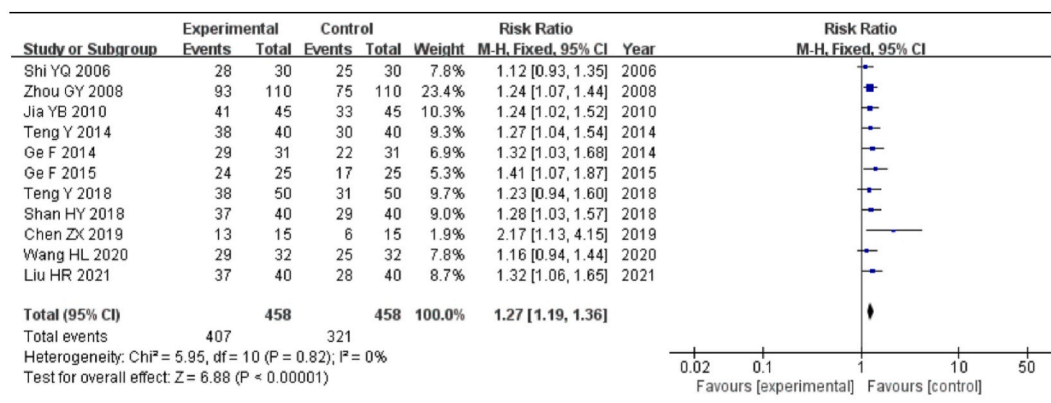 Experimental Control Risk Ratio Risk Ratio
Study or Subgroup Events Total Events Total Weight M-H, Fixed, 95% CI Year M-H, Fixed, 95% CI
Shi YQ 2006 28 30 25 30 7.8% 1.12 [0.93, 1.35] 2006
Zhou GY 2008 93 110 75 110 23.4% 1.24 [1.07, 1.44] 2008
Jia YB 2010 41 45 33 45 10.3% 1.24 [1.02, 1.52] 2010
Teng Y 2014 38 40 30 40 9.3% 1.27 [1.04, 1.54] 2014
Ge F 2014 29 31 22 31 6.9% 1.32 [1.03, 1.68] 2014
Ge F 2015 24 25 17 25 5.3% 1.41 [1.07, 1.87] 2015
Teng Y 2018 38 50 31 50 9.7% 1.23 [0.94, 1.60] 2018
Shan HY 2018 37 40 29 40 9.0% 1.28 [1.03, 1.57] 2018
Chen ZX 2019 13 15 6 15 1.9% 2.17 [1.13, 4.15] 2019
Wang HL 2020 29 32 25 32 7.8% 1.16 [0.94, 1.44] 2020
Liu HR 2021 37 40 28 40 8.7% 1.32 [1.06, 1.65] 2021
Total (95% CI) 458 458 100.0% 1.27 [1.19, 1.36]
Total events 407 321
Heterogeneity: Chi² = 5.95, df = 10 (P = 0.82); I² = 0%
Test for overall effect: Z = 6.88 (P < 0.00001)
0.02 0.1 1 10 50
Favours [experimental] Favours [control]